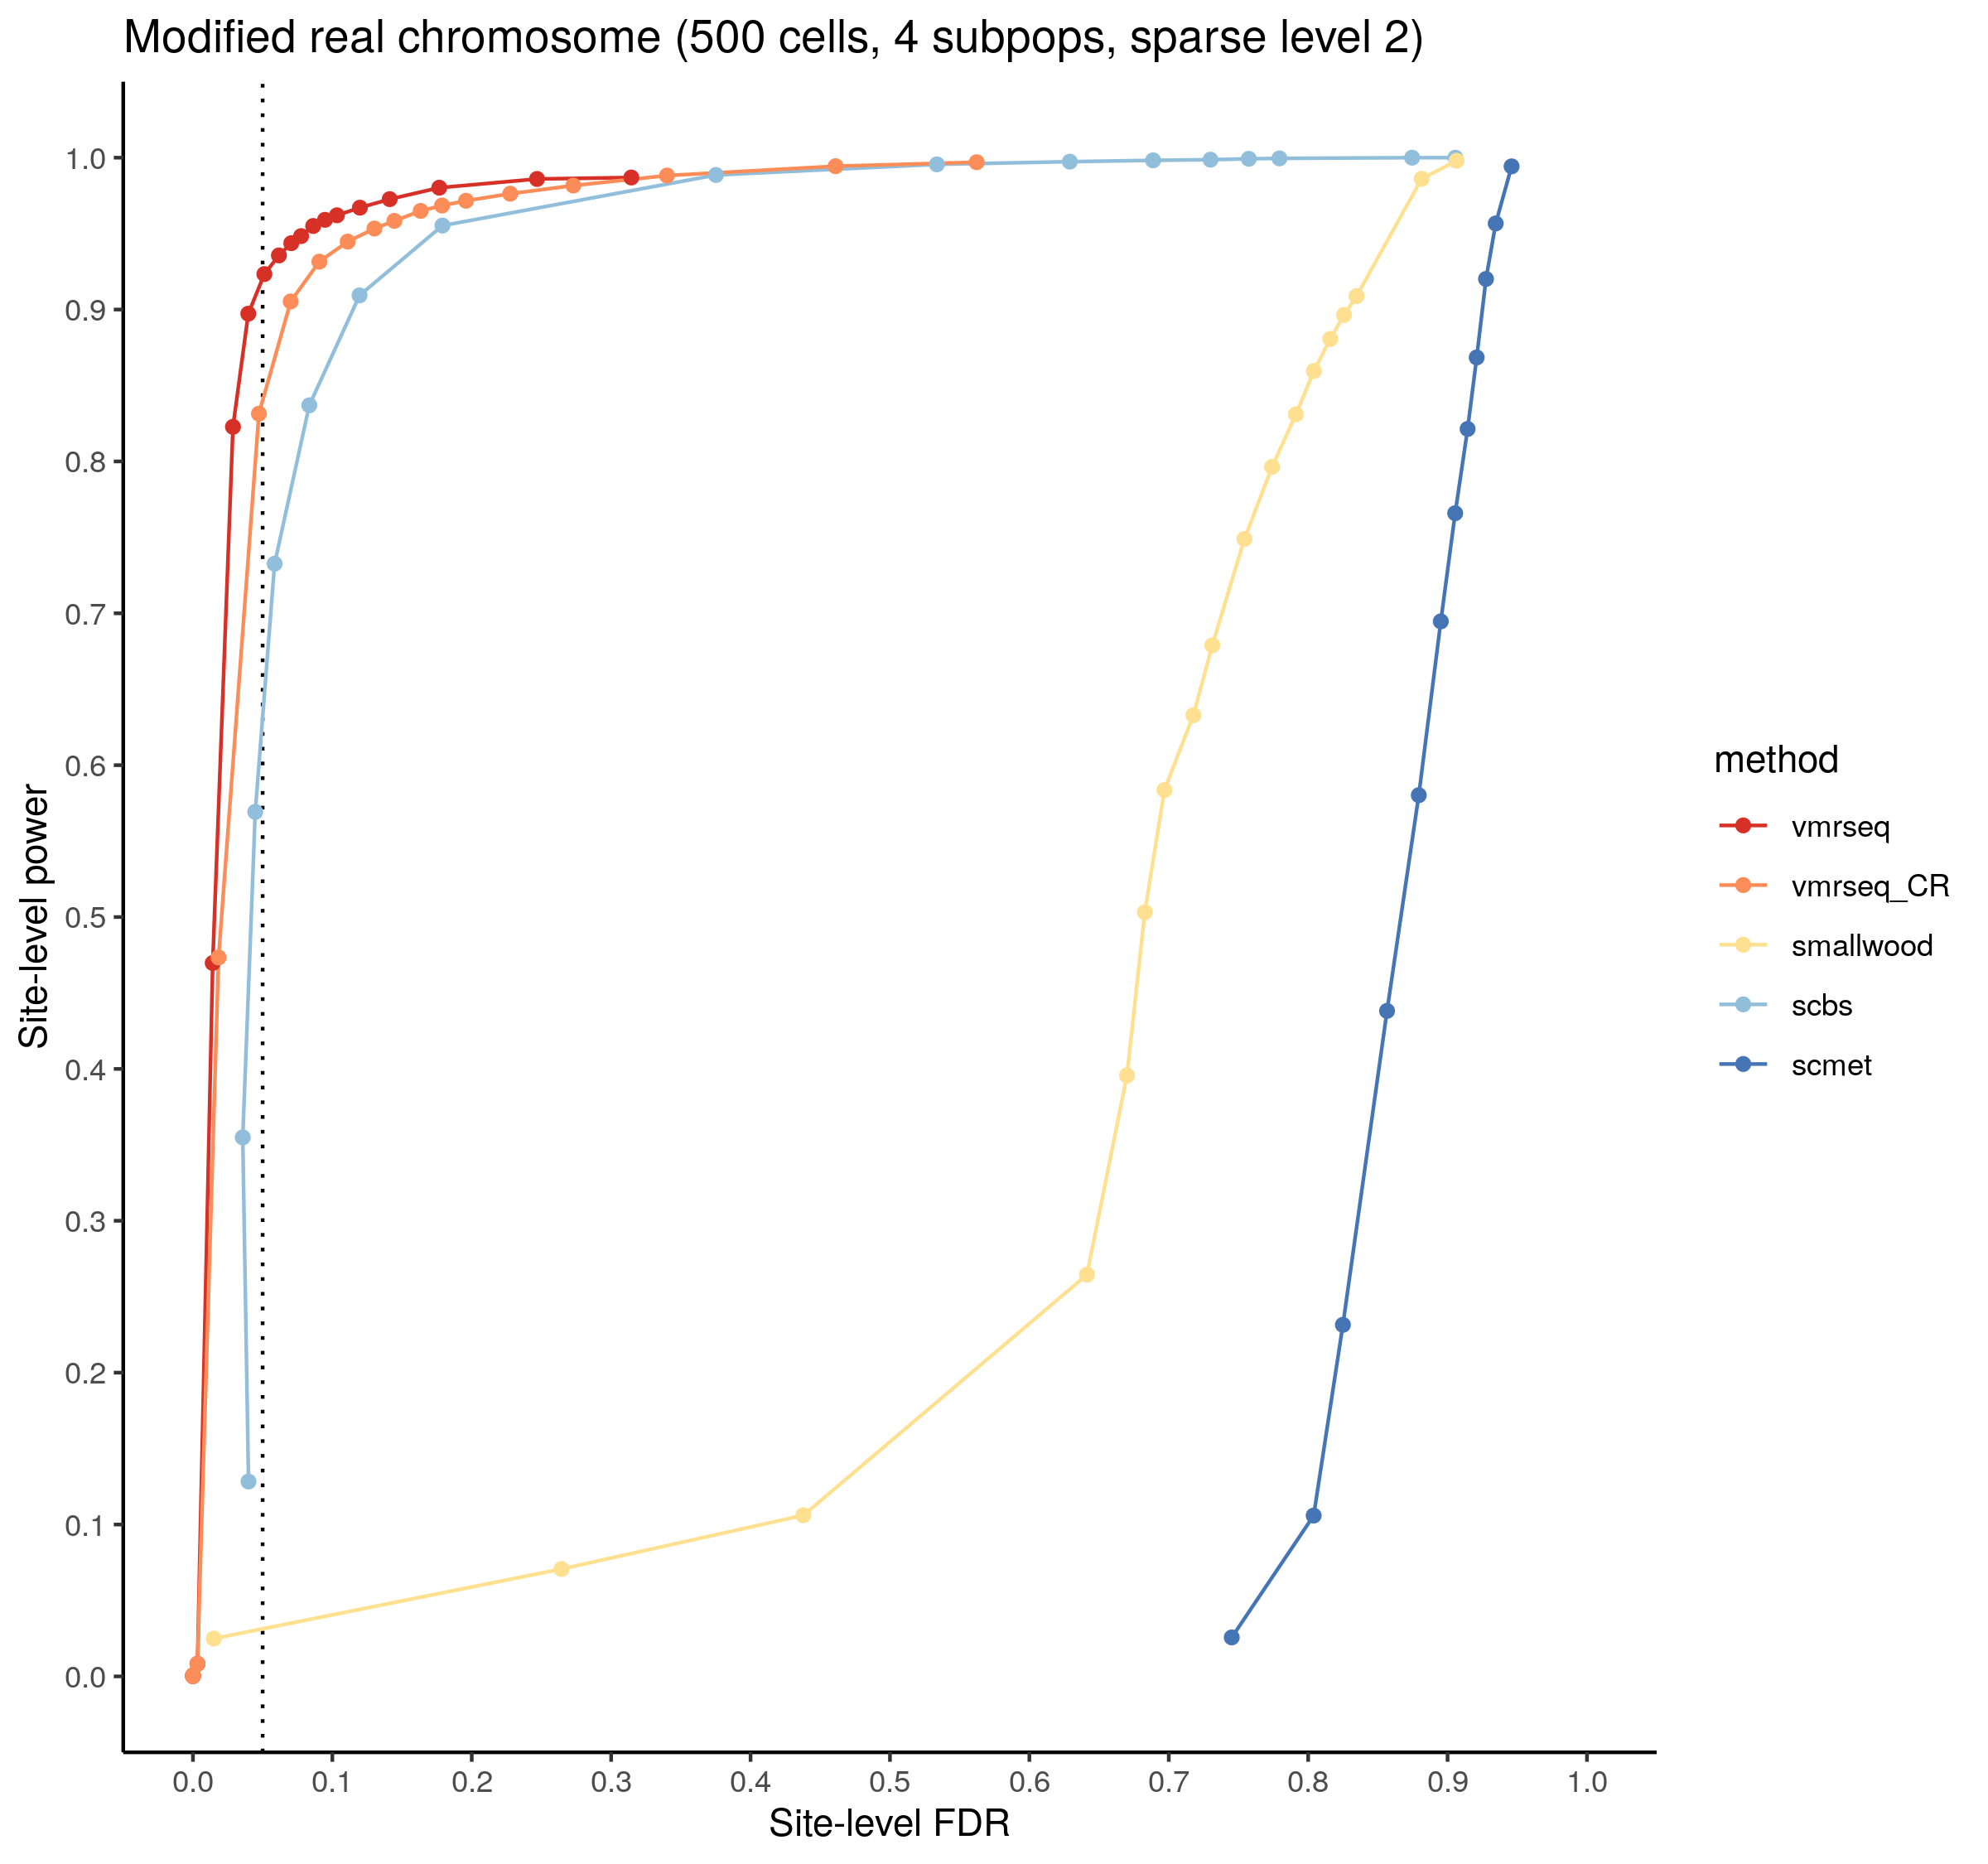 Modified real chromosome (500 cells, 4 subpops, sparse level 2)
Site-level power
1.0
0.9
0.8
0.7
0.6
0.5
0.4
0.3
0.2
0.1
0.0
0.0 0.1 0.2 0.3 0.4 0.5 0.6 0.7 0.8 0.9 1.0
Site-level FDR
method
vmrseq
vmrseq_CR
smallwood
scbs
scmet